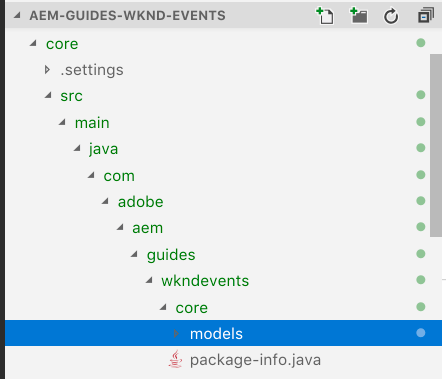 AEM-GUIDES-WKND-EVENTS
core
.settings
src
main
java
com
adobe
aem
guides
wkndevents
core
models
package-info.java